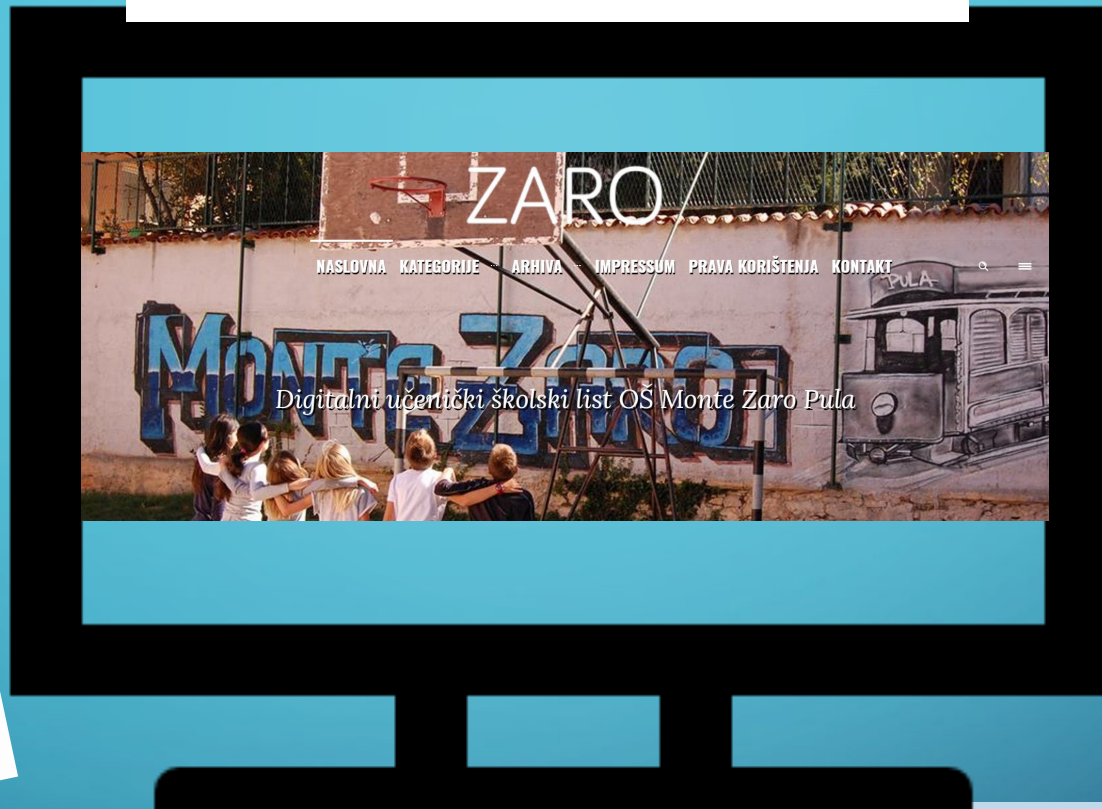 ZARO
NASLOVNA KATEGORIJE ARHIVA IMPRESSUM PRAVA KORIŠTENJA KONTAKT
PULA
MONTE ZARO
Digitalni učenički školski list OŠ Monte Zaro Pula